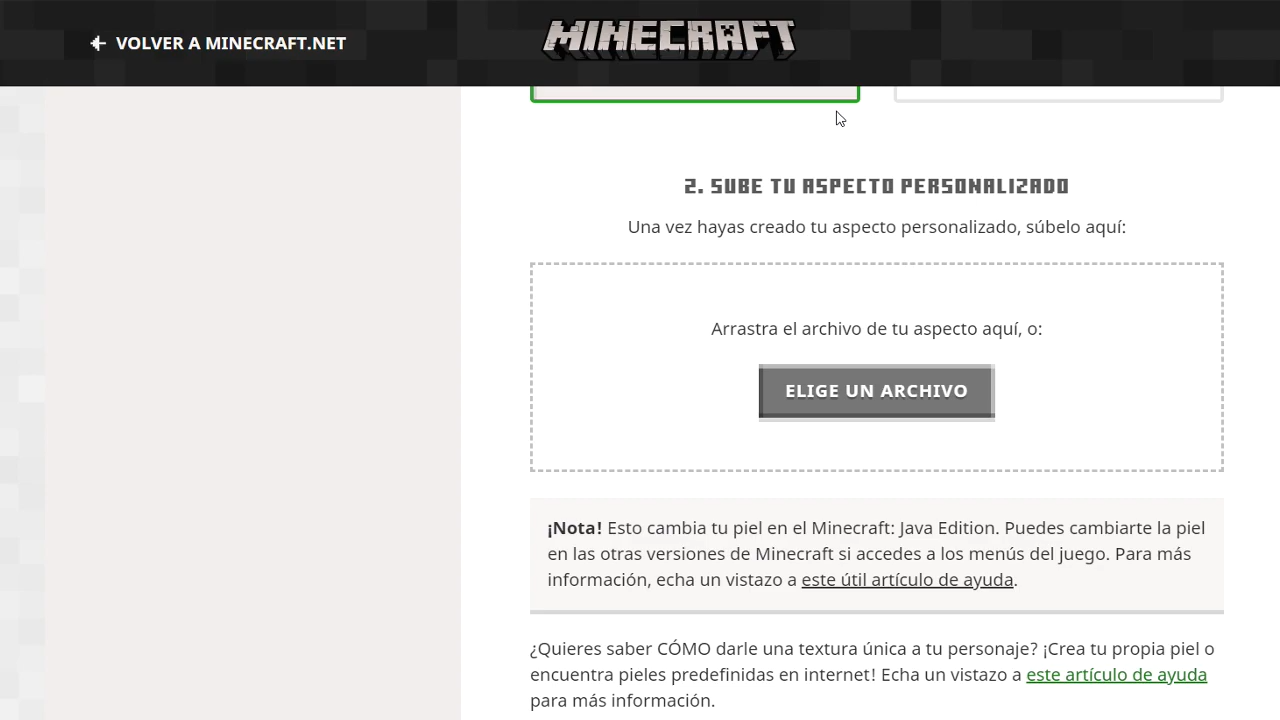 VOLVER A MINECRAFT.NET
MINECRAFT
2. SUBE TU ASPECTO PERSONALIZADO
Una vez hayas creado tu aspecto personalizado, súbelo aquí:
Arrastra el archivo de tu aspecto aquí, o:
ELIGE UN ARCHIVO
¡Nota! Esto cambia tu piel en el Minecraft: Java Edition. Puedes cambiarte la piel
en las otras versiones de Minecraft si accedes a los menús del juego. Para más
información, echa un vistazo a este útil artículo de ayuda.
¿Quieres saber CÓMO darle una textura única a tu personaje? ¡Crea tu propia piel o
encuentra pieles predefinidas en internet! Echa un vistazo a este artículo de ayuda
para más información.